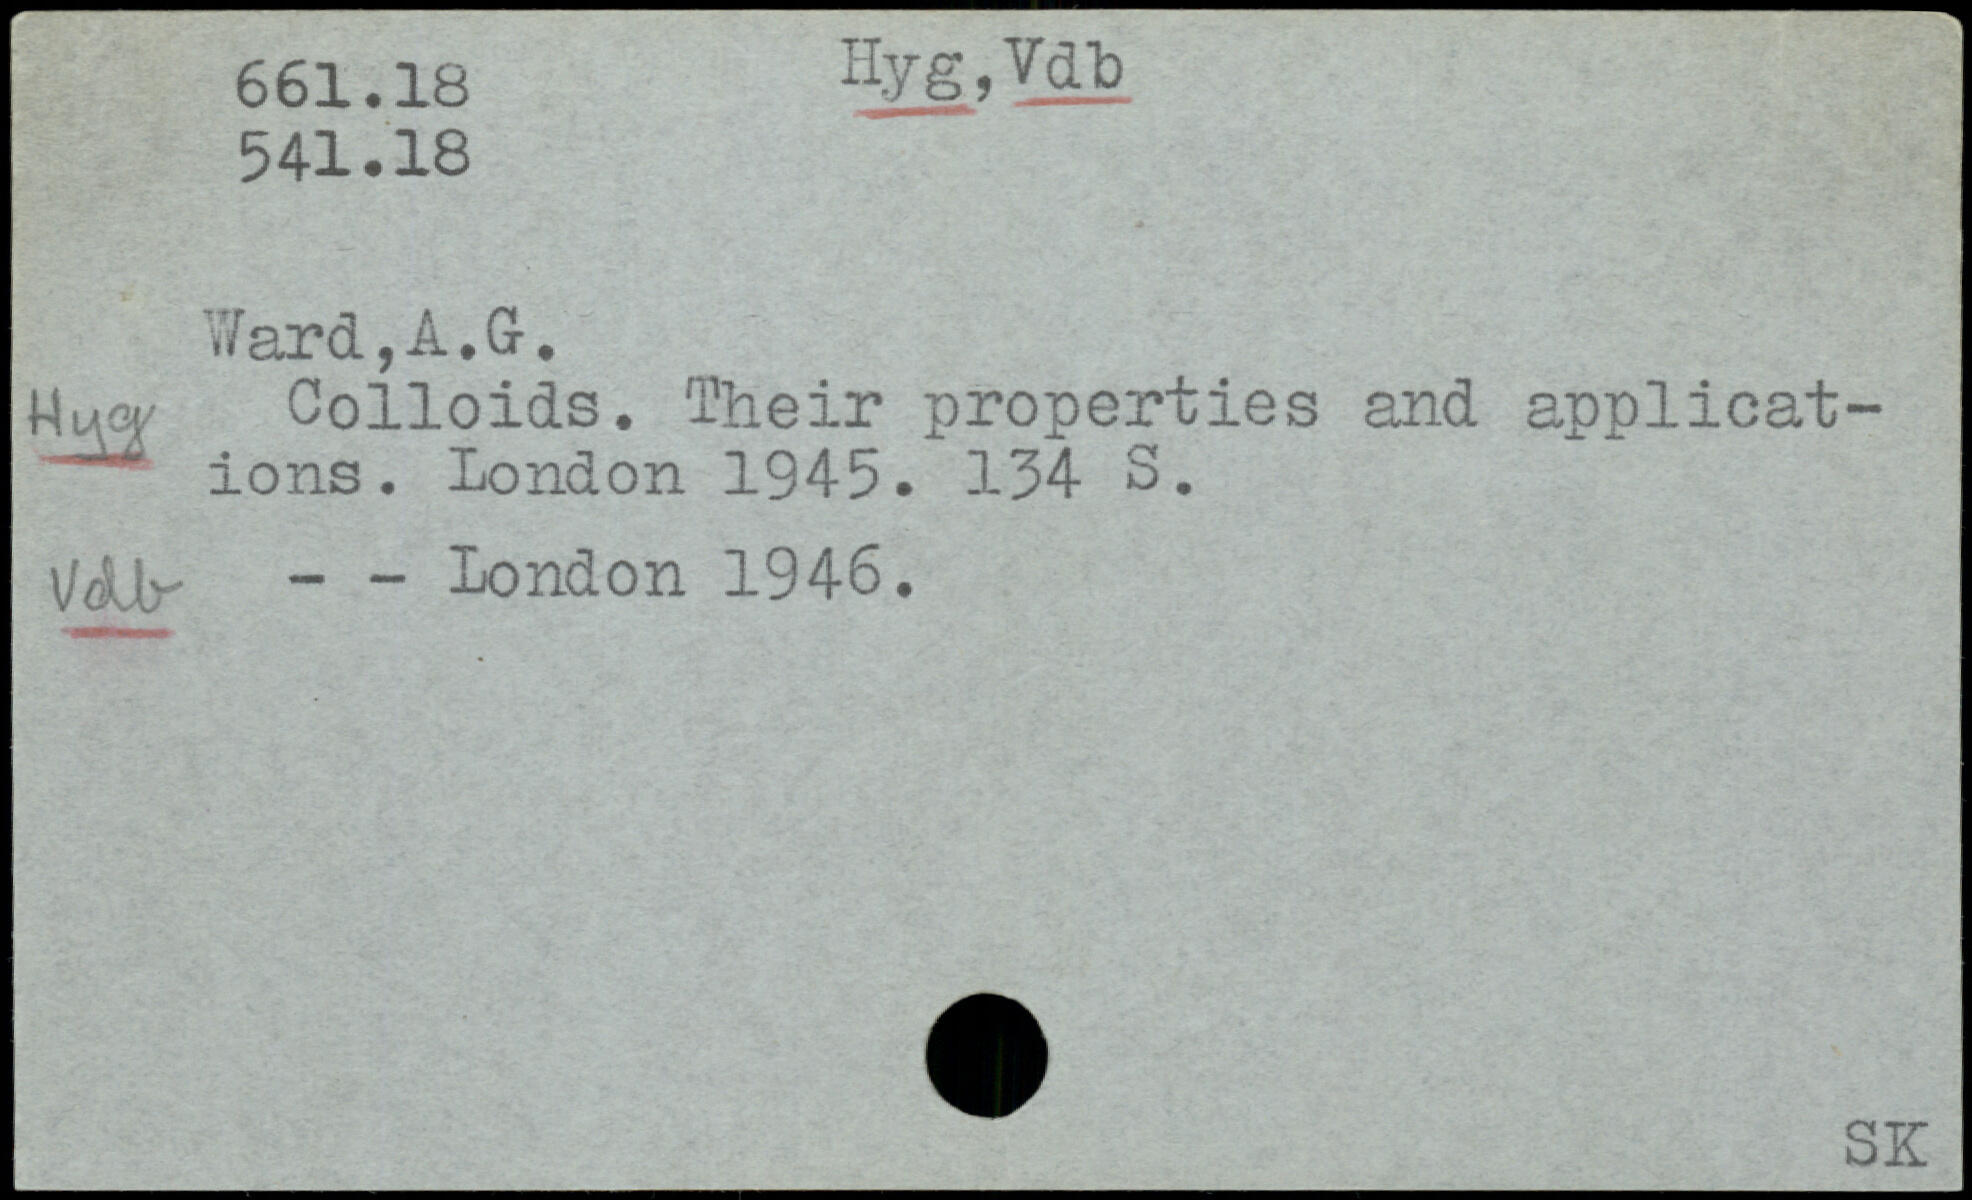 661.18
541.18
Hyg,Vdb
Ward,A.G.
Hyg Colloids. Their properties and applicat-
ions. London 1945. 134 S.
Vdb - - London 1946.
SK